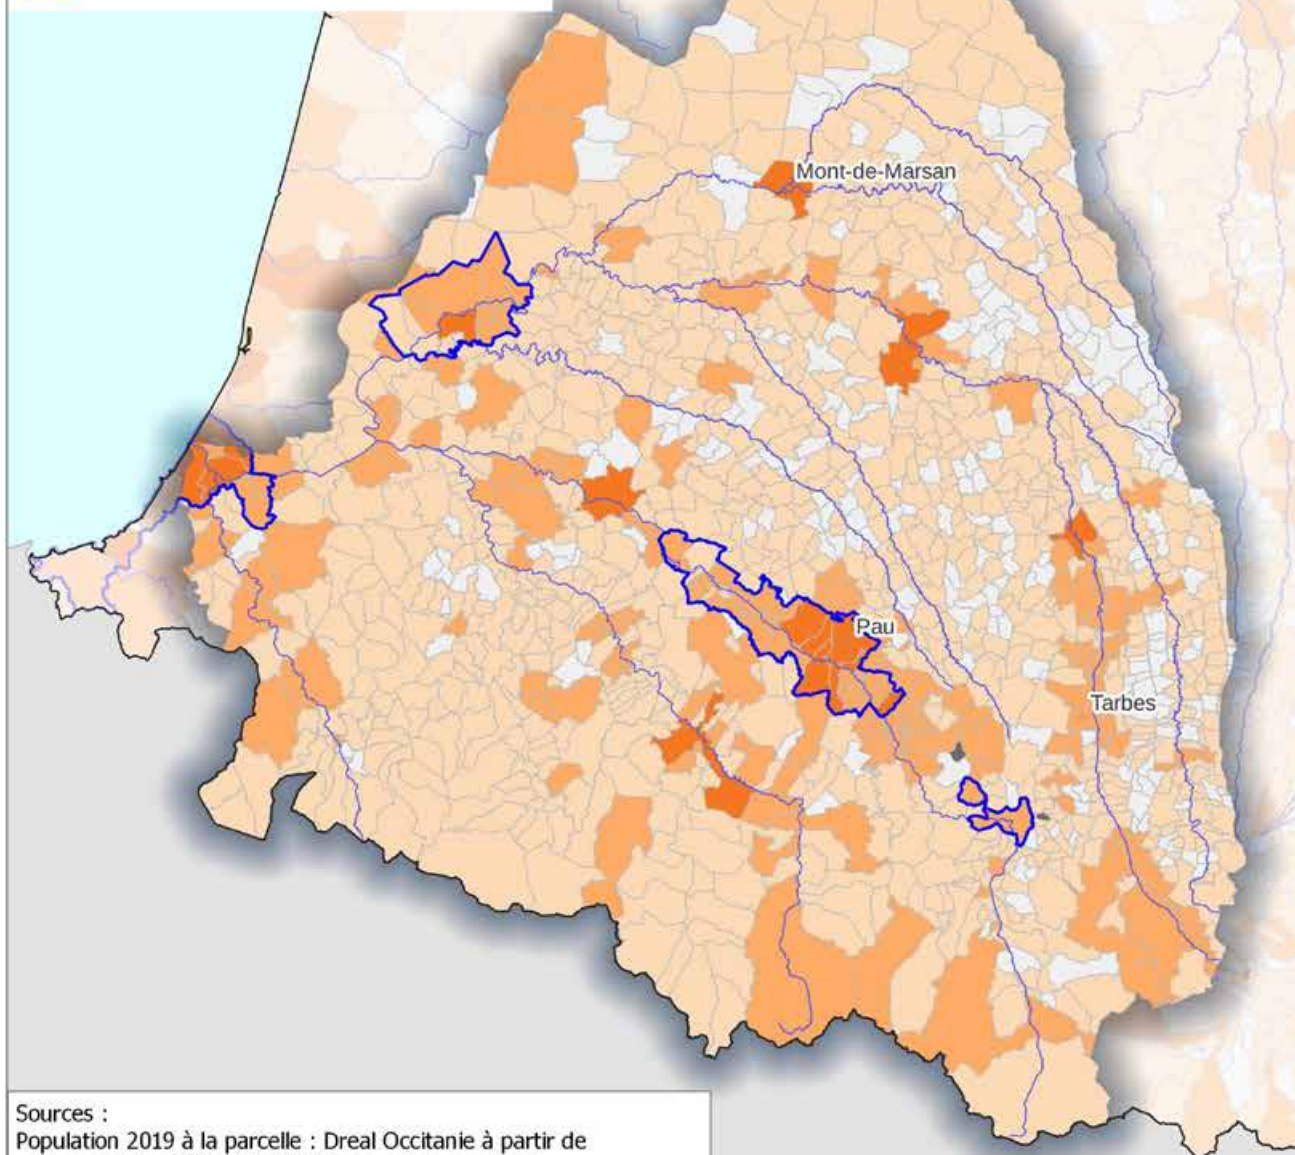 Mont-de-Marsan
Pau
Tarbes
Sources :
Population 2019 à la parcelle : Dreal Occitanie à partir de